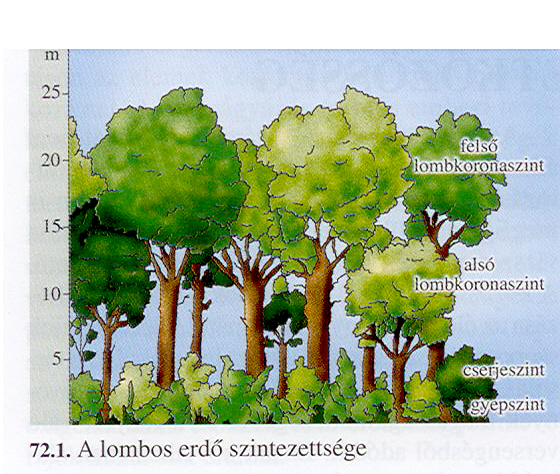 m
25
20
15
10
5
felső
lombkoronaszint
alsó
lombkoronaszint
cserjeszint
gyepszint
72.1. A lombos erdő szintezettsége